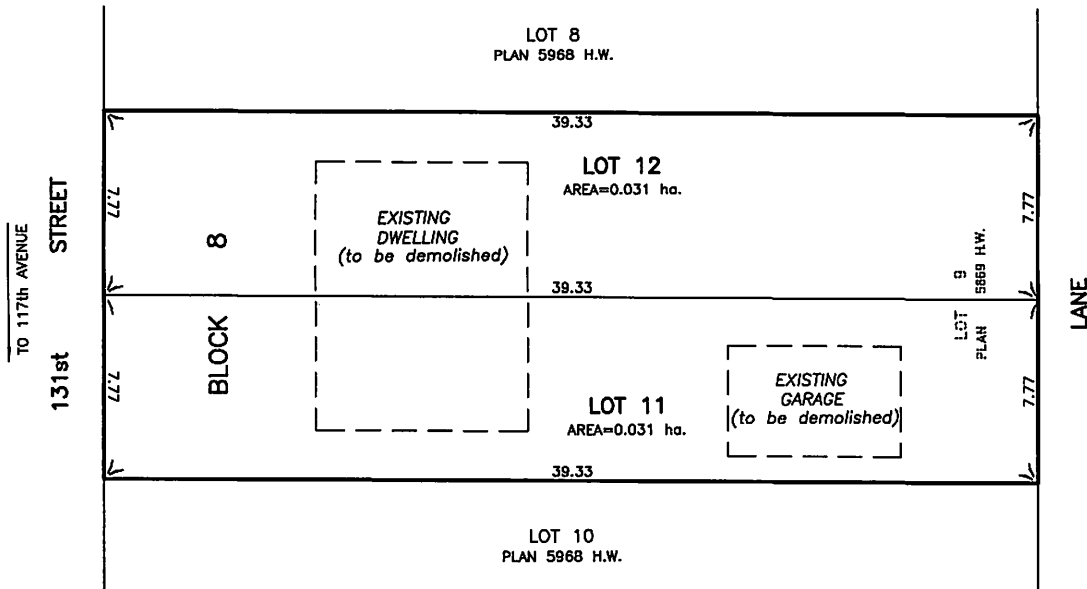 LOT 8
PLAN 5968 H.W.
39.33
LOT 12
AREA=0.031 ha.
7.77
7.77
EXISTING
DWELLING
(to be demolished)
TO 117th AVENUE
131st STREET
BLOCK 8
39.33
LOT 9
PLAN 5869 H.W.
LANE
7.77
7.77
EXISTING
GARAGE
(to be demolished)
LOT 11
AREA=0.031 ha.
39.33
LOT 10
PLAN 5968 H.W.